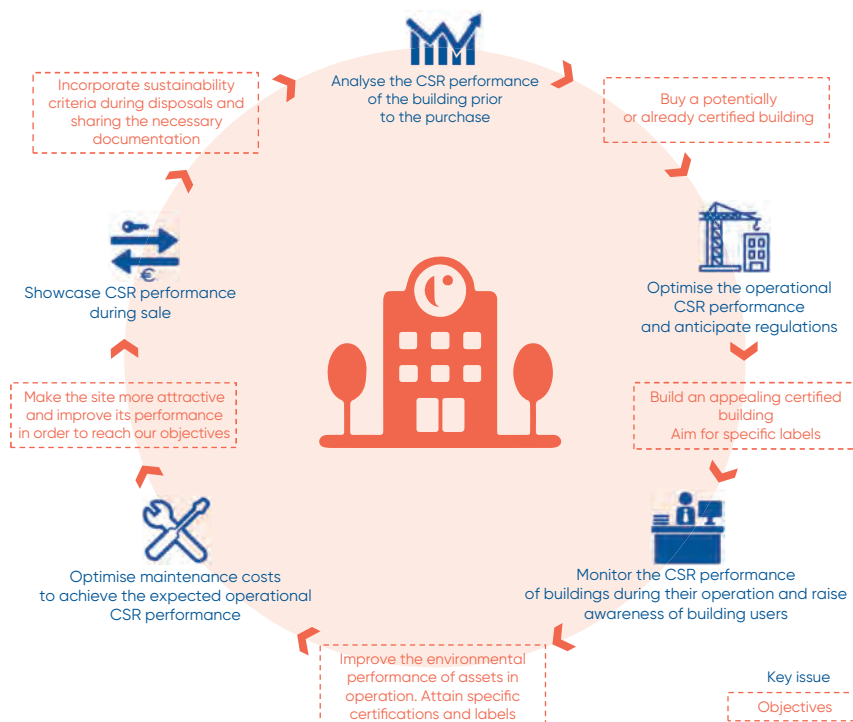 Analyse the CSR performance
of the building prior
to the purchase
Buy a potentially
or already certified building
Optimise the operational
CSR performance
and anticipate regulations
Build an appealing certified
building
Aim for specific labels
Monitor the CSR performance
of buildings during their operation and raise
awareness of building users
Improve the environmental
performance of assets in
operation. Attain specific
certifications and labels
Optimise maintenance costs
to achieve the expected operational
CSR performance
Make the site more attractive
and improve its performance
in order to reach our objectives
€
Showcase CSR performance
during sale
Incorporate sustainability
criteria during disposals and
sharing the necessary
documentation
Key issue
Objectives